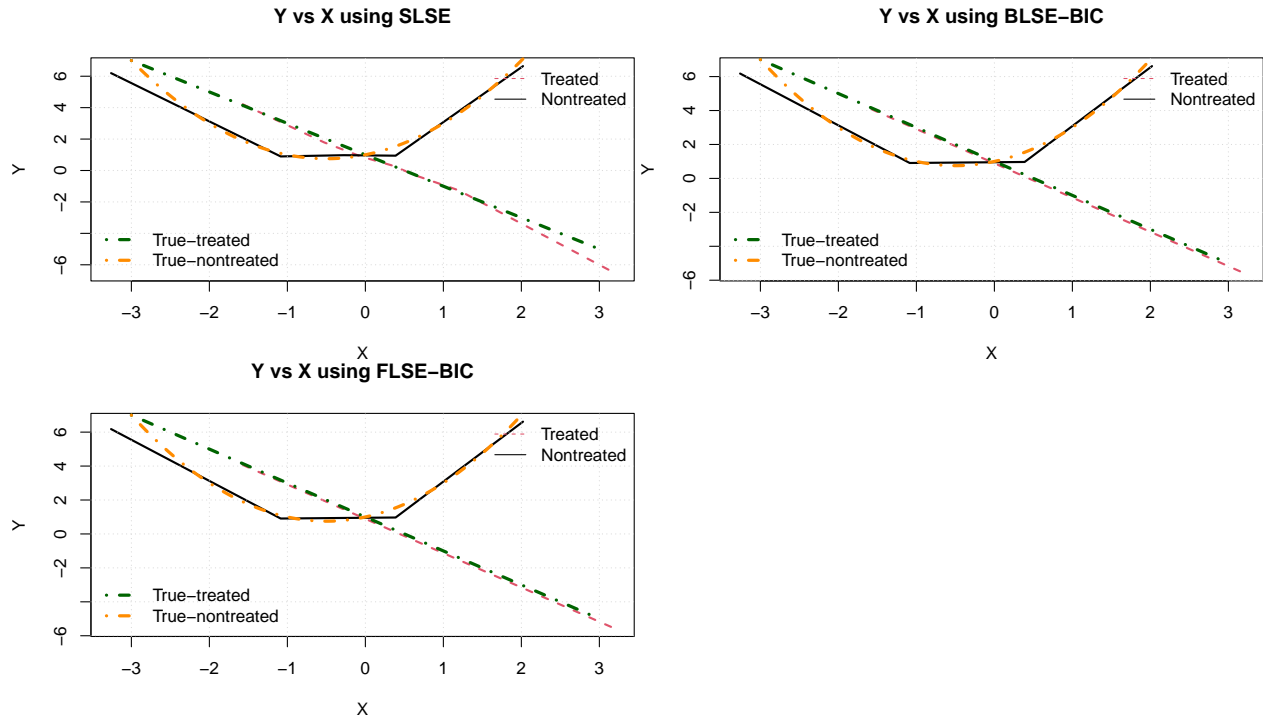 Y vs X using SLSE
Y
6
4
2
0
−2
−6
Treated
Nontreated
True−treated
True−nontreated
−3 −2 −1 0 1 2 3
X
Y vs X using BLSE−BIC
Y
6
4
2
0
−2
−6
Treated
Nontreated
True−treated
True−nontreated
−3 −2 −1 0 1 2 3
X
Y vs X using FLSE−BIC
Y
6
4
2
0
−2
−6
Treated
Nontreated
True−treated
True−nontreated
−3 −2 −1 0 1 2 3
X